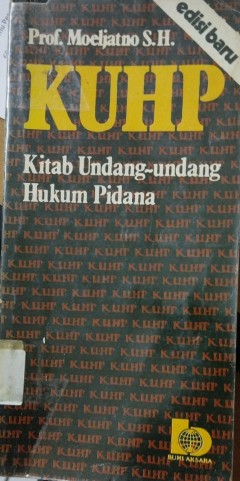 Prof. Moeljatno S.H.
edisi baru
KUHP
Kitab Undang-undang
Hukum Pidana
BUMI AKSARA